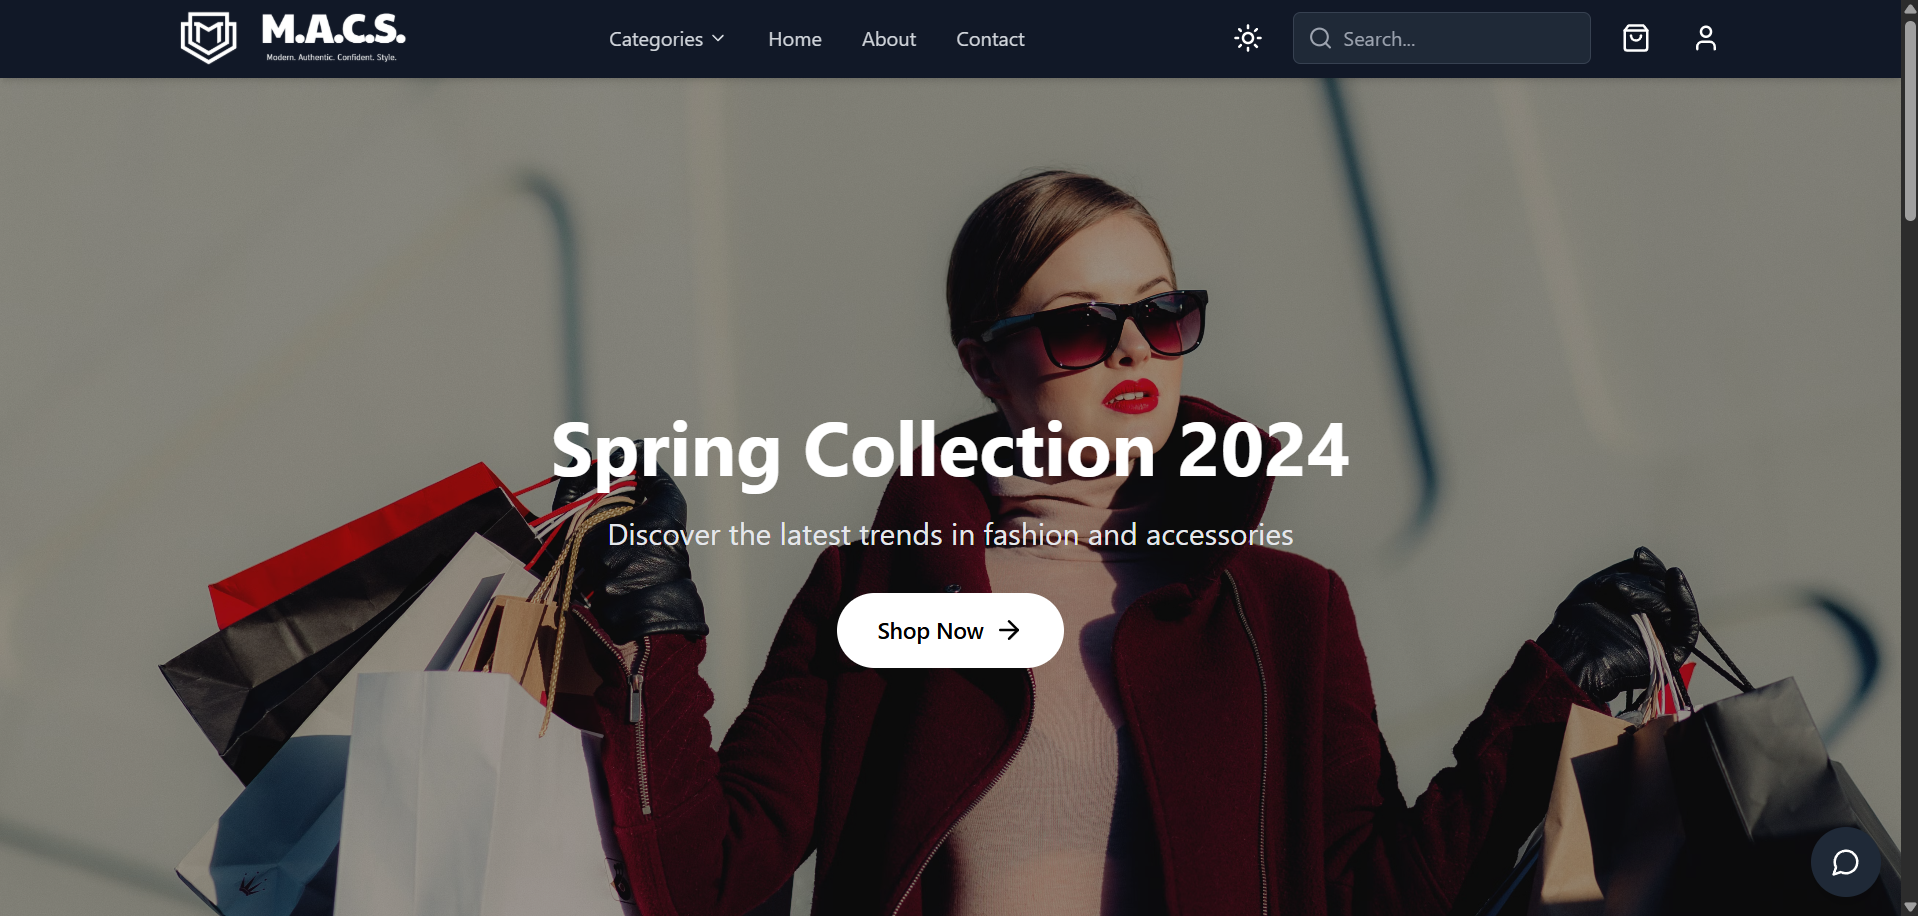 M.A.C.S.
Modern. Authentic. Confident. Style.
Categories Home About Contact
Search...
Spring Collection 2024
Discover the latest trends in fashion and accessories
Shop Now